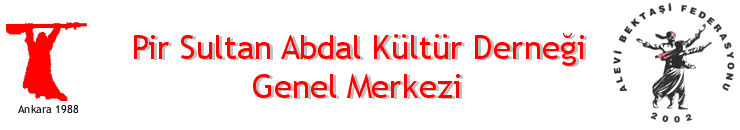 Pir Sultan Abdal Kültür Derneği
Genel Merkezi
Ankara 1988
ALEVİ BEKTAŞİ FEDERASYONU
2002